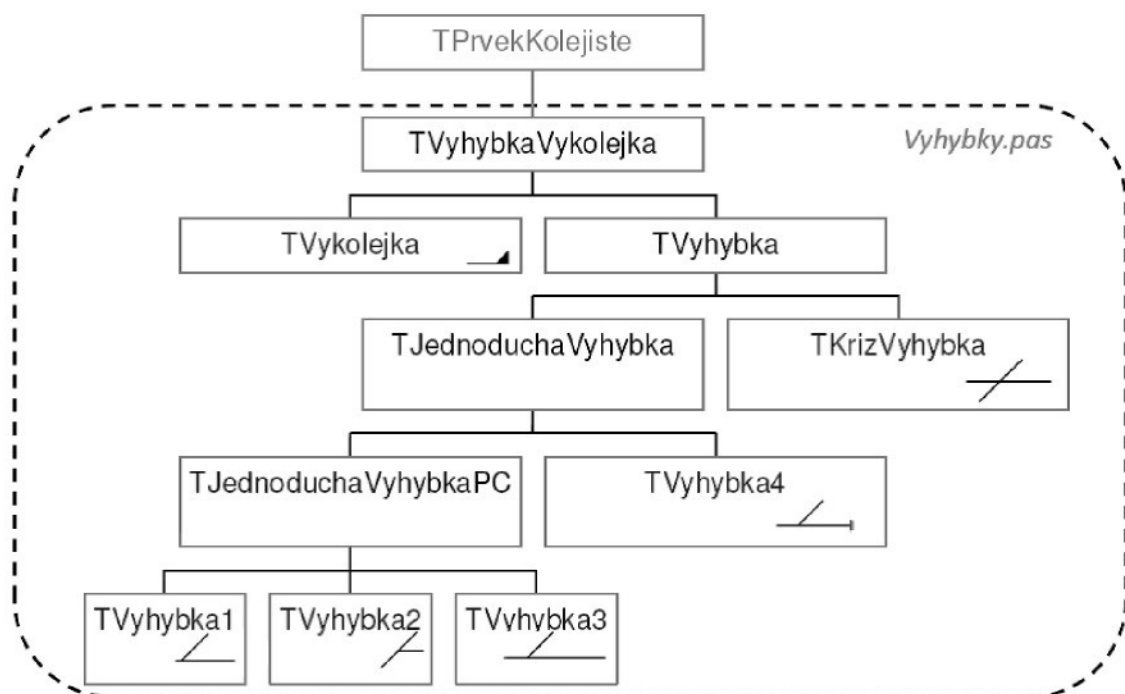 TPrvekKolejiste
TVyhybkaVykolejka
Vyhybky.pas
TVykolejka
TVyhybka
TJednoduchaVyhybka
TKrizVyhybka
TJednoduchaVyhybkaPC
TVyhybka4
TVyhybka1
TVyhybka2
TVyhybka3